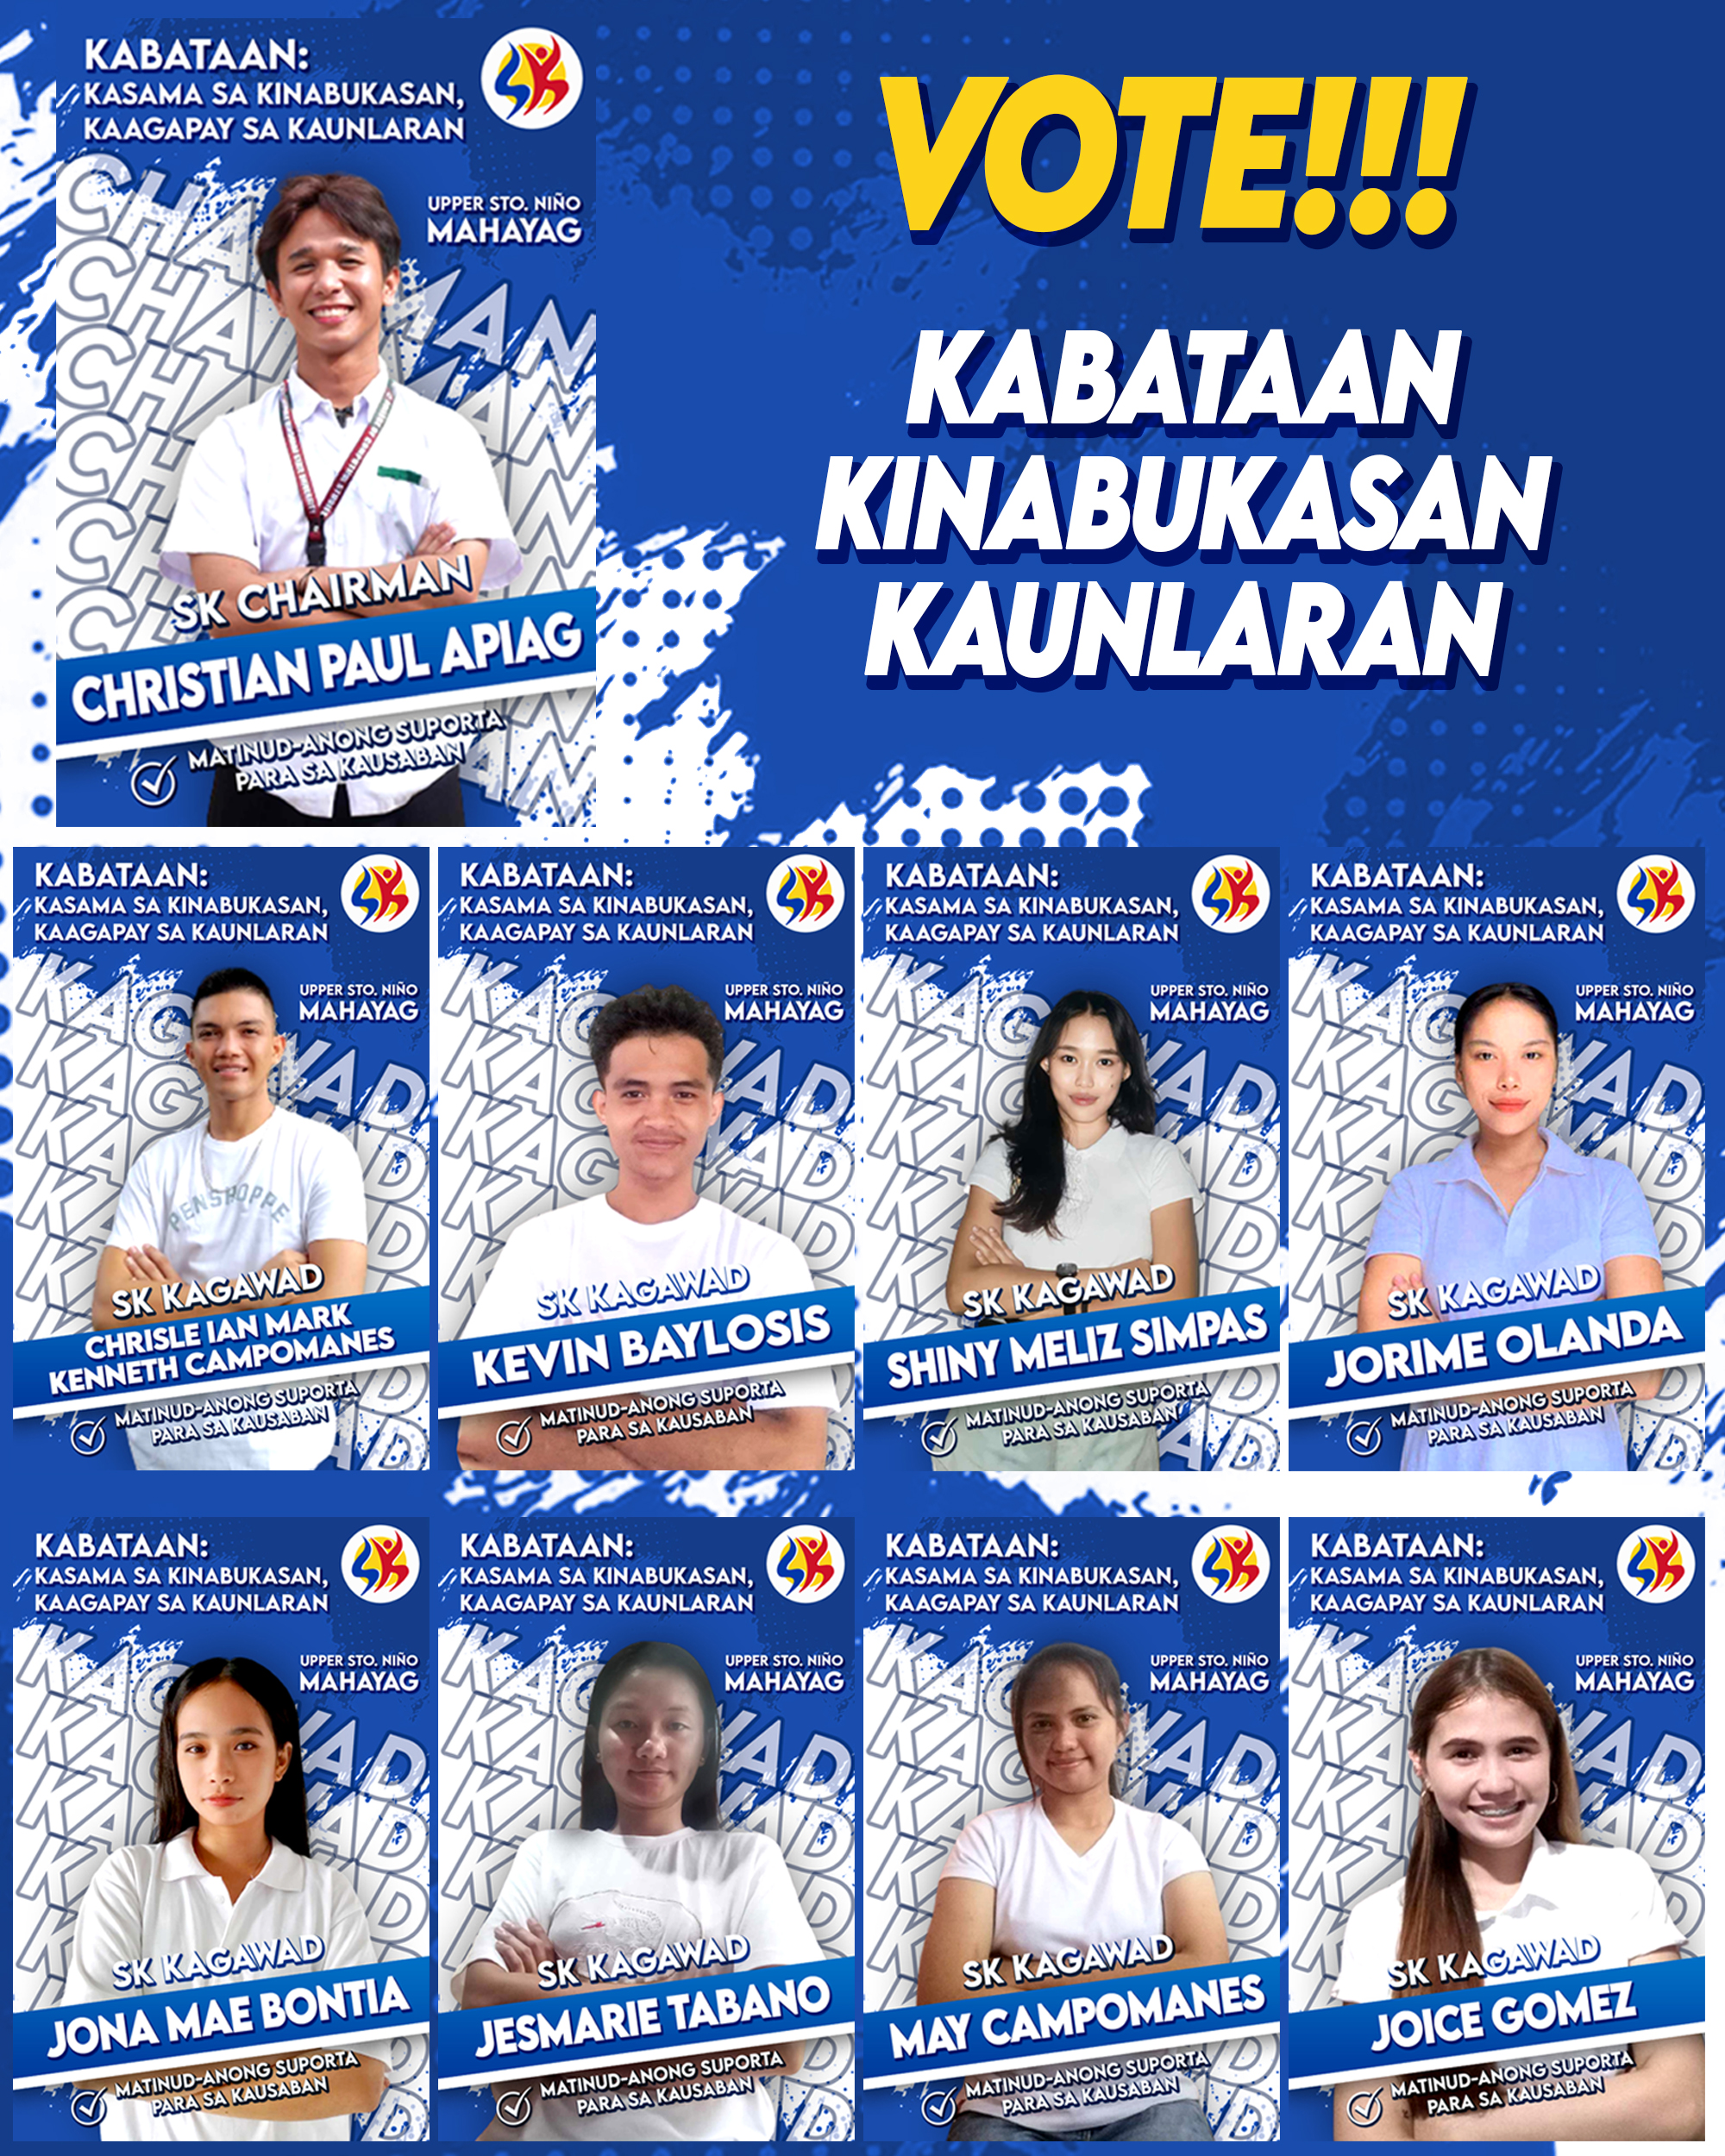 KABATAAN:
KASAMA SA KINABUKASAN,
KAAGAPAY SA KAUNLARAN
UPPER STO. NIÑO
MAHAYAG
CHAIRMAN
SK CHAIRMAN
CHRISTIAN PAUL APIAG
MATINUD-ANONG SUPORTA
PARA SA KAUSABAN
VOTE!!!
KABATAAN
KINABUKASAN
KAUNLARAN
KABATAAN:
KASAMA SA KINABUKASAN,
KAAGAPAY SA KAUNLARAN
UPPER STO. NIÑO
MAHAYAG
PENSHOPPE
SK KAGAWAD
CHRISLE IAN MARK
KENNETH CAMPOMANES
MATINUD-ANONG SUPORTA
PARA SA KAUSABAN
KABATAAN:
KASAMA SA KINABUKASAN,
KAAGAPAY SA KAUNLARAN
UPPER STO. NIÑO
MAHAYAG
SK KAGAWAD
KEVIN BAYLOSIS
MATINUD-ANONG SUPORTA
PARA SA KAUSABAN
KABATAAN:
KASAMA SA KINABUKASAN,
KAAGAPAY SA KAUNLARAN
UPPER STO. NIÑO
MAHAYAG
SK KAGAWAD
SHINY MELIZ SIMPAS
MATINUD-ANONG SUPORTA
PARA SA KAUSABAN
KABATAAN:
KASAMA SA KINABUKASAN,
KAAGAPAY SA KAUNLARAN
UPPER STO. NIÑO
MAHAYAG
SK KAGAWAD
JORIME OLANDA
MATINUD-ANONG SUPORTA
PARA SA KAUSABAN
KABATAAN:
KASAMA SA KINABUKASAN,
KAAGAPAY SA KAUNLARAN
UPPER STO. NIÑO
MAHAYAG
SK KAGAWAD
JONA MAE BONTIA
MATINUD-ANONG SUPORTA
PARA SA KAUSABAN
KABATAAN:
KASAMA SA KINABUKASAN,
KAAGAPAY SA KAUNLARAN
UPPER STO. NIÑO
MAHAYAG
SK KAGAWAD
JESMARIE TABANO
MATINUD-ANONG SUPORTA
PARA SA KAUSABAN
KABATAAN:
KASAMA SA KINABUKASAN,
KAAGAPAY SA KAUNLARAN
UPPER STO. NIÑO
MAHAYAG
SK KAGAWAD
MAY CAMPOMANES
MATINUD-ANONG SUPORTA
PARA SA KAUSABAN
KABATAAN:
KASAMA SA KINABUKASAN,
KAAGAPAY SA KAUNLARAN
UPPER STO. NIÑO
MAHAYAG
SK KAGAWAD
JOICE GOMEZ
MATINUD-ANONG SUPORTA
PARA SA KAUSABAN